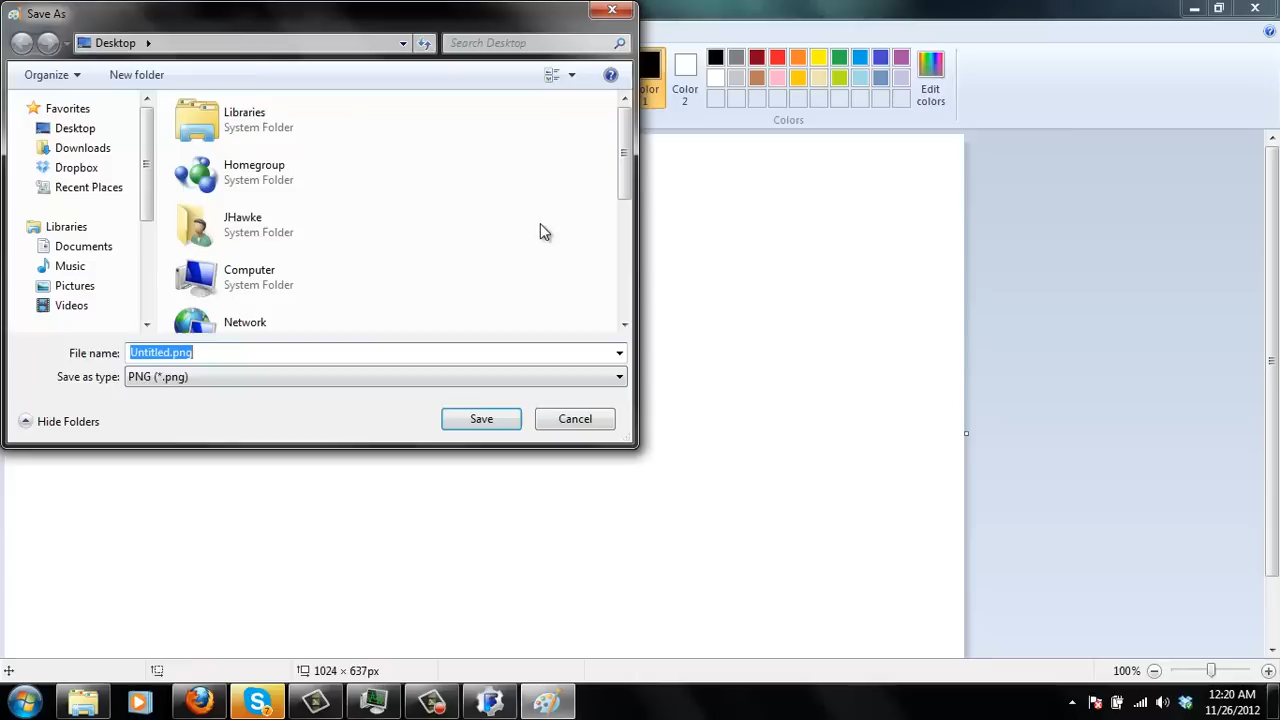 Save As
Desktop
Search Desktop
Organize
New folder
Favorites
Desktop
Downloads
Dropbox
Recent Places
Libraries
Documents
Music
Pictures
Videos
Libraries
System Folder
Homegroup
System Folder
JHawke
System Folder
Computer
System Folder
Network
File name: Untitled.png
Save as type: PNG (*.png)
Hide Folders
Save
Cancel
Color
1
Color
2
Edit
colors
Colors
1024 × 637px
100%
12:20 AM
11/26/2012